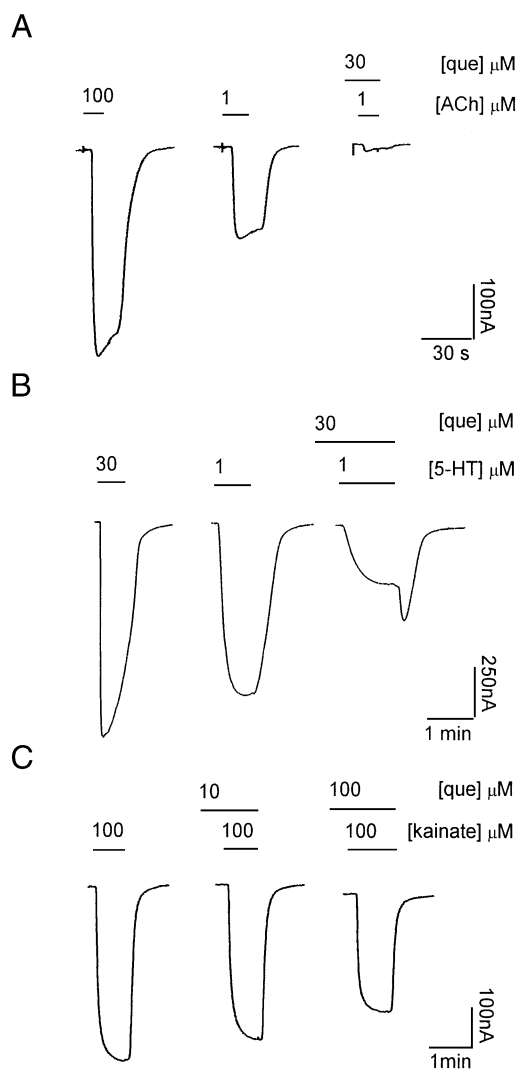 A
30 [que] μM
100 1 1 [ACh] μM
100nA
30 s
B
30 [que] μM
30 1 1 [5-HT] μM
250nA
1 min
C
10 100 [que] μM
100 100 100 [kainate] μM
100nA
1min